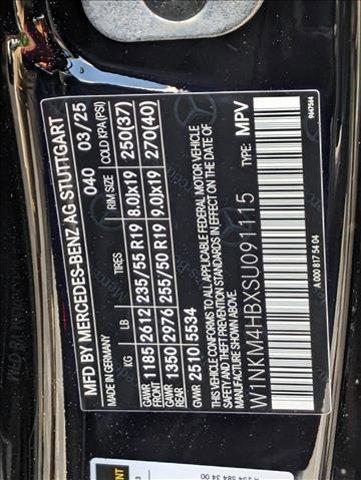 MFD BY MERCEDES-BENZ AG STUTTGART
MADE IN GERMANY 040 03/25
KG LB TIRES RIM SIZE COLD KPA/(PSI)
GAWR FRONT 1185 2612 235/55 R19 8.0Jx19 250(37)
GAWR REAR 1350 2976 255/50 R19 9.0Jx19 270(40)
GVWR 2510 5534
THIS VEHICLE CONFORMS TO ALL APPLICABLE FEDERAL MOTOR VEHICLE
SAFETY AND THEFT PREVENTION STANDARDS IN EFFECT ON THE DATE OF
MANUFACTURE SHOWN ABOVE.
W1NKM4HBXSU091115 TYPE: MPV
A 000 817 54 04